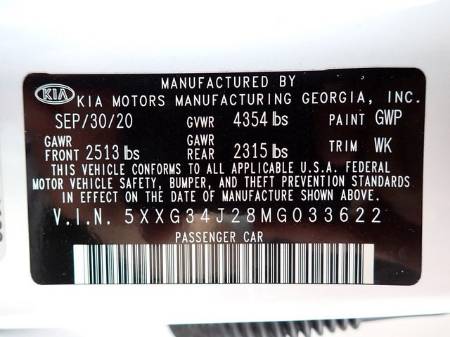 MANUFACTURED BY
KIA KIA MOTORS MANUFACTURING GEORGIA, INC.
SEP/30/20 GVWR 4354 lbs PAINT GWP
GAWR FRONT 2513 lbs GAWR REAR 2315 lbs TRIM WK
THIS VEHICLE CONFORMS TO ALL APPLICABLE U.S.A. FEDERAL
MOTOR VEHICLE SAFETY, BUMPER, AND THEFT PREVENTION STANDARDS
IN EFFECT ON THE DATE OF MANUFACTURE SHOWN ABOVE.
V.I.N. 5XXG34J28MG033622
PASSENGER CAR